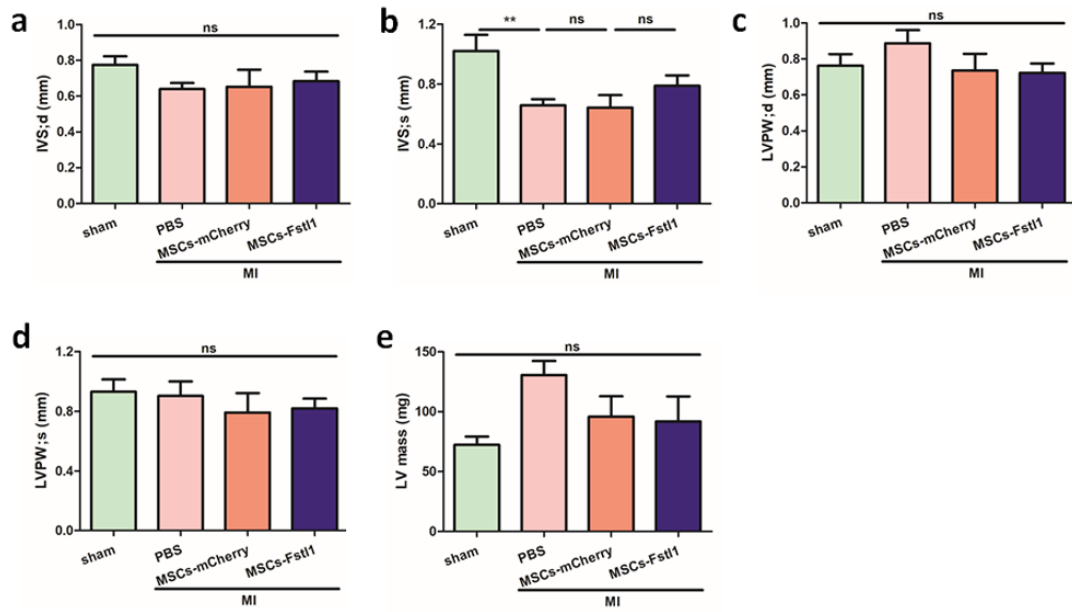 a
ns
IVS;d (mm)
0.8
0.6
0.4
0.2
0.0
sham
PBS
MSCs-mCherry
MSCs-Fstl1
MI
b
**
ns
ns
IVS;s (mm)
1.2
0.8
0.4
0.0
sham
PBS
MSCs-mCherry
MSCs-Fstl1
MI
c
ns
LVPW;d (mm)
1.0
0.8
0.6
0.4
0.2
0.0
sham
PBS
MSCs-mCherry
MSCs-Fstl1
MI
d
ns
LVPW;s (mm)
1.2
0.8
0.4
0.0
sham
PBS
MSCs-mCherry
MSCs-Fstl1
MI
e
ns
LV mass (mg)
150
100
50
0
sham
PBS
MSCs-mCherry
MSCs-Fstl1
MI